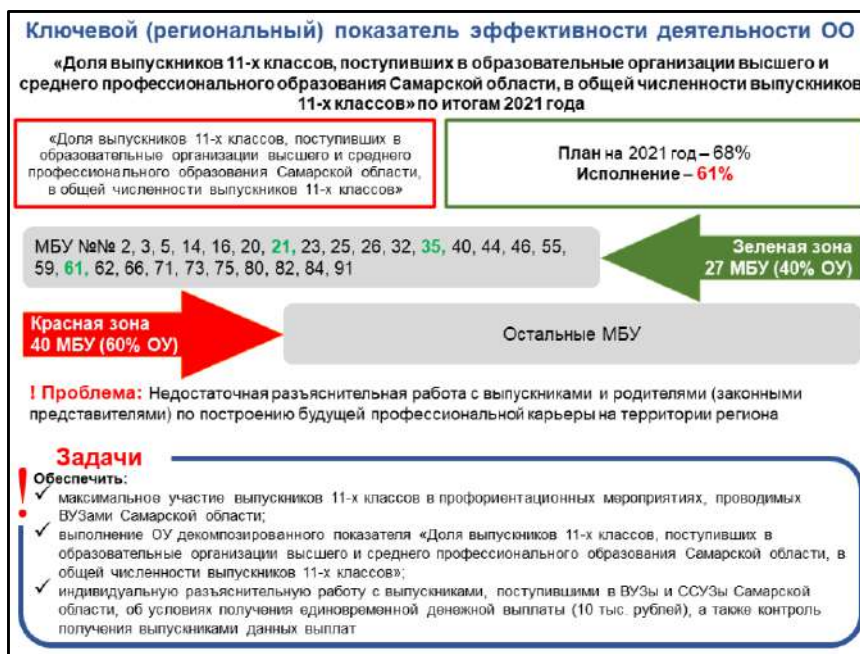 Ключевой (региональный) показатель эффективности деятельности ОО
«Доля выпускников 11-х классов, поступивших в образовательные организации высшего и
среднего профессионального образования Самарской области, в общей численности выпускников
11-х классов» по итогам 2021 года
«Доля выпускников 11-х классов, поступивших в
образовательные организации высшего и среднего
профессионального образования Самарской области,
в общей численности выпускников 11-х классов»
План на 2021 год – 68%
Исполнение – 61%
МБУ №№ 2, 3, 5, 14, 16, 20, 21, 23, 25, 26, 32, 35, 40, 44, 46, 55,
59, 61, 62, 66, 71, 73, 75, 80, 82, 84, 91
Зеленая зона
27 МБУ (40% ОУ)
Красная зона
40 МБУ (60% ОУ)
Остальные МБУ
! Проблема: Недостаточная разъяснительная работа с выпускниками и родителями (законными
представителями) по построению будущей профессиональной карьеры на территории региона
Задачи
!
Обеспечить:
✓ максимальное участие выпускников 11-х классов в профориентационных мероприятиях, проводимых
ВУЗами Самарской области;
✓ выполнение ОУ декомпозированного показателя «Доля выпускников 11-х классов, поступивших в
образовательные организации высшего и среднего профессионального образования Самарской области, в
общей численности выпускников 11-х классов»;
✓ индивидуальную разъяснительную работу с выпускниками, поступившими в ВУЗы и ССУЗы Самарской
области, об условиях получения единовременной денежной выплаты (10 тыс. рублей), а также контроль
получения выпускниками данных выплат